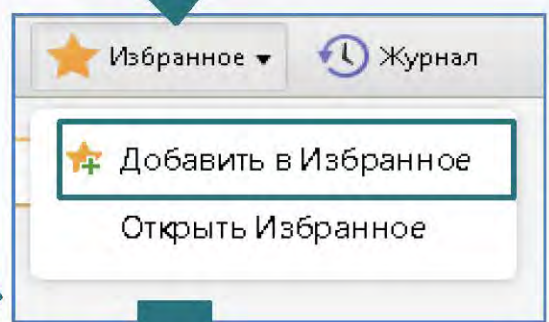 Избранное Журнал
Добавить в Избранное
Открыть Избранное